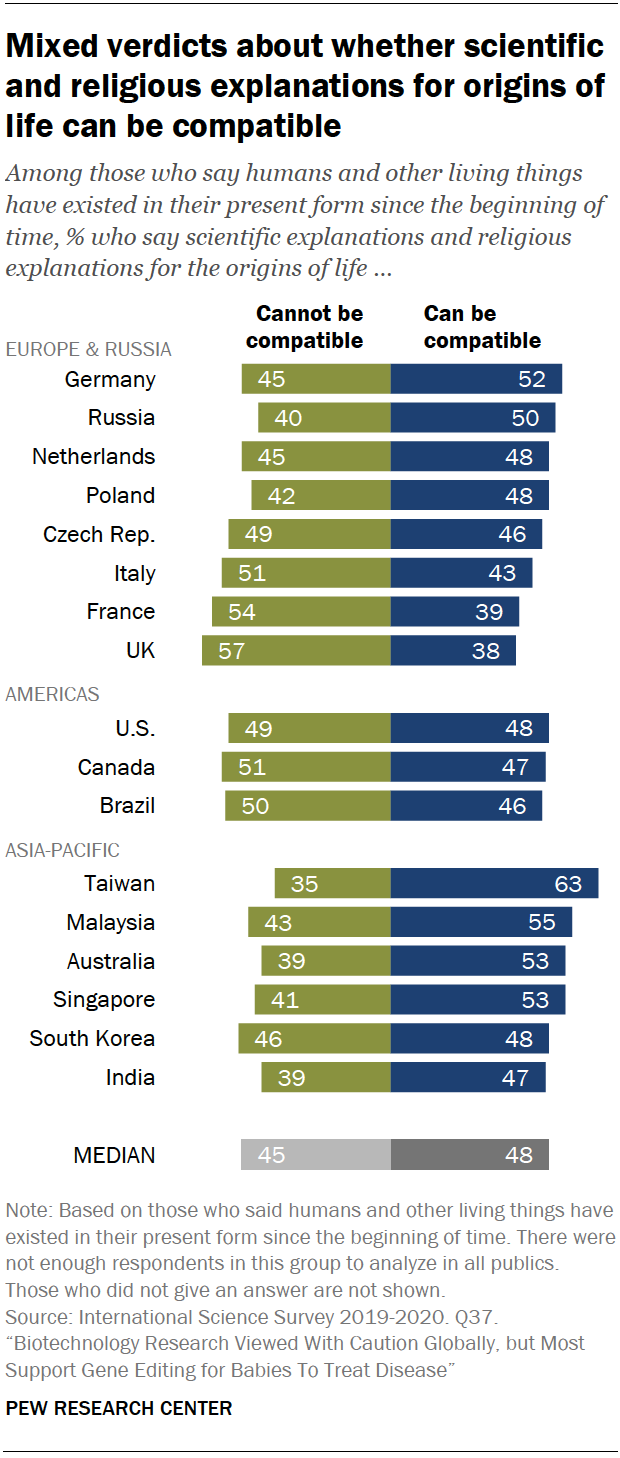 Mixed verdicts about whether scientific
and religious explanations for origins of
life can be compatible
Among those who say humans and other living things
have existed in their present form since the beginning of
time, % who say scientific explanations and religious
explanations for the origins of life ...
Cannot be compatible Can be compatible
EUROPE & RUSSIA
Germany 45 52
Russia 40 50
Netherlands 45 48
Poland 42 48
Czech Rep. 49 46
Italy 51 43
France 54 39
UK 57 38
AMERICAS
U.S. 49 48
Canada 51 47
Brazil 50 46
ASIA-PACIFIC
Taiwan 35 63
Malaysia 43 55
Australia 39 53
Singapore 41 53
South Korea 46 48
India 39 47
MEDIAN 45 48
Note: Based on those who said humans and other living things have
existed in their present form since the beginning of time. There were
not enough respondents in this group to analyze in all publics.
Those who did not give an answer are not shown.
Source: International Science Survey 2019-2020. Q37.
“Biotechnology Research Viewed With Caution Globally, but Most
Support Gene Editing for Babies To Treat Disease”
PEW RESEARCH CENTER